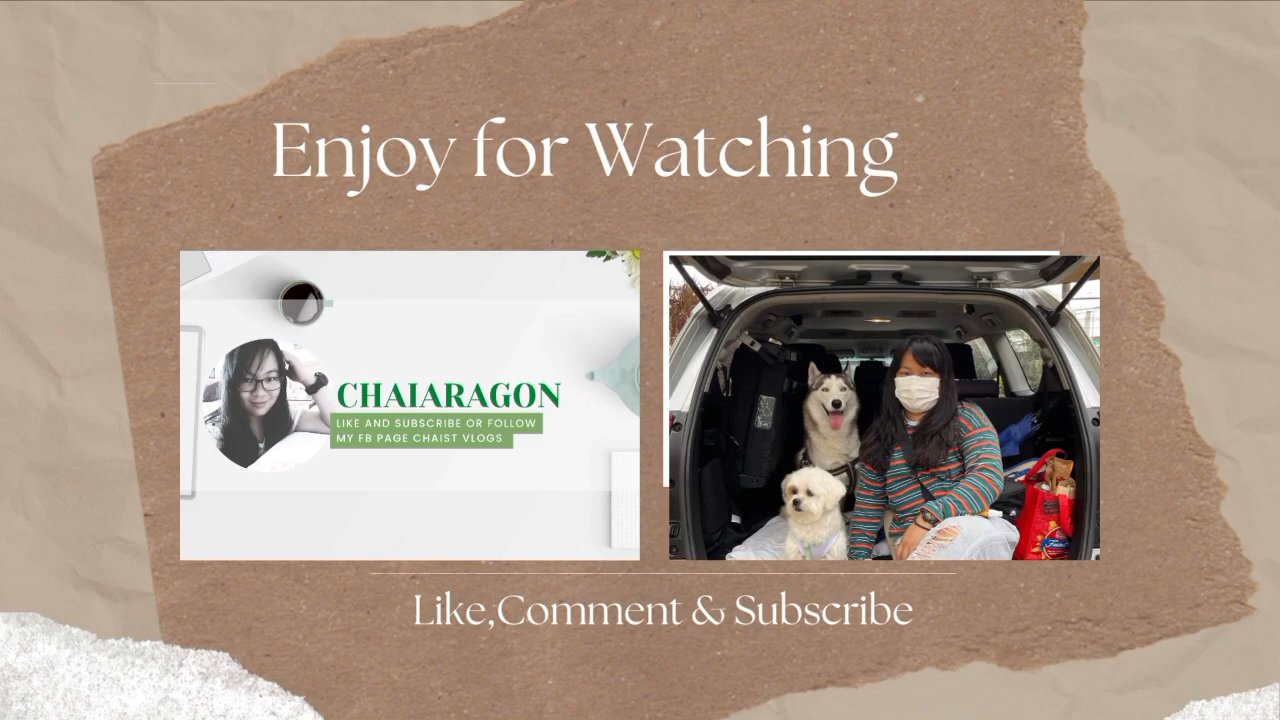 Enjoy for Watching
CHAIARAGON
LIKE AND SUBSCRIBE OR FOLLOW
MY FB PAGE CHAIST VLOGS
Like,Comment & Subscribe